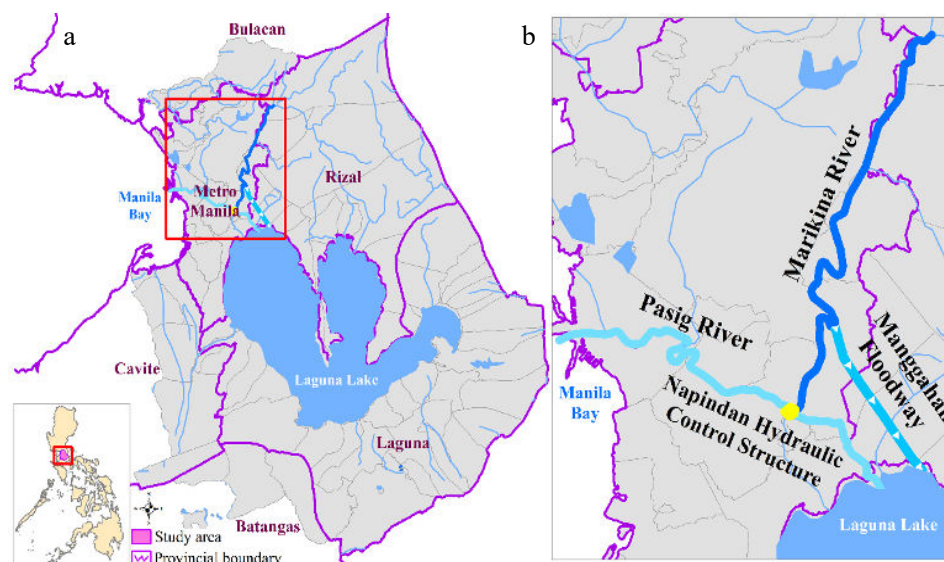 a
Bulacan
Rizal
Metro
Manila
Manila
Bay
Cavite
Laguna Lake
Laguna
Batangas
Study area
Provincial boundary
b
Marikina River
Pasig River
Manggahan
Floodway
Manila
Bay
Napindan Hydraulic
Control Structure
Laguna Lake